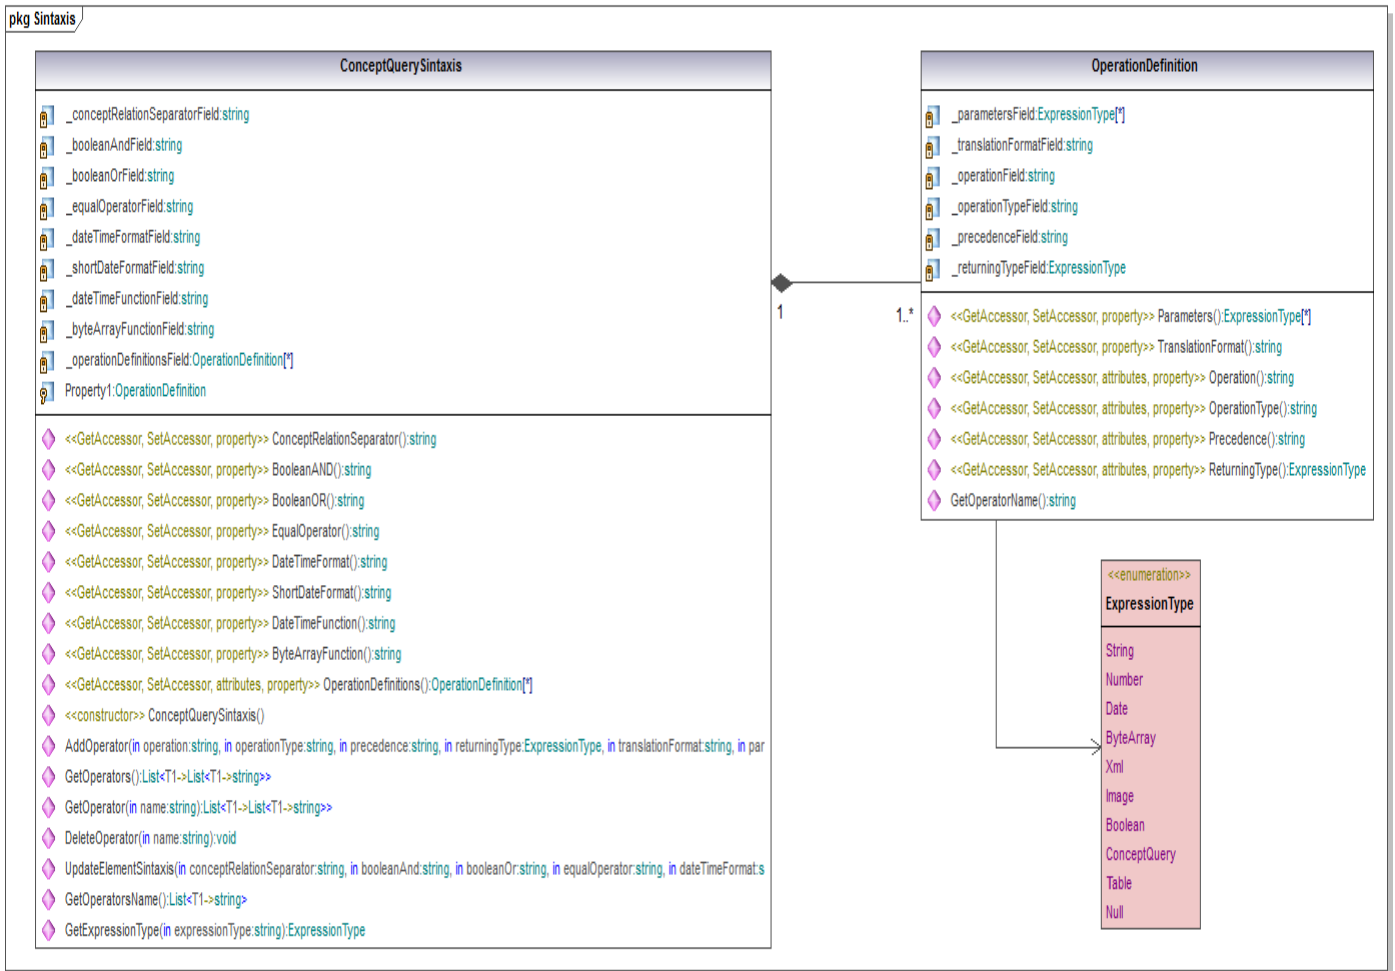 pkg Sintaxis
ConceptQuerySintaxis
_conceptRelationSeparatorField:string
_booleanAndField:string
_booleanOrField:string
_equalOperatorField:string
_dateTimeFormatField:string
_shortDateFormatField:string
_dateTimeFunctionField:string
_byteArrayFunctionField:string
_operationDefinitionsField:OperationDefinition[*]
Property1:OperationDefinition
<<GetAccessor, SetAccessor, property>> ConceptRelationSeparator():string
<<GetAccessor, SetAccessor, property>> BooleanAND():string
<<GetAccessor, SetAccessor, property>> BooleanOR():string
<<GetAccessor, SetAccessor, property>> EqualOperator():string
<<GetAccessor, SetAccessor, property>> DateTimeFormat():string
<<GetAccessor, SetAccessor, property>> ShortDateFormat():string
<<GetAccessor, SetAccessor, property>> DateTimeFunction():string
<<GetAccessor, SetAccessor, property>> ByteArrayFunction():string
<<GetAccessor, SetAccessor, attributes, property>> OperationDefinitions():OperationDefinition[*]
<<constructor>> ConceptQuerySintaxis()
AddOperator(in operation:string, in operationType:string, in precedence:string, in returningType:ExpressionType, in translationFormat:string, in par
GetOperators():List<T1->List<T1->string>>
GetOperator(in name:string):List<T1->List<T1->string>>
DeleteOperator(in name:string):void
UpdateElementSintaxis(in conceptRelationSeparator:string, in booleanAnd:string, in booleanOr:string, in equalOperator:string, in dateTimeFormat:s
GetOperatorsName():List<T1->string>
GetExpressionType(in expressionType:string):ExpressionType
1
1..*
OperationDefinition
_parametersField:ExpressionType[*]
_translationFormatField:string
_operationField:string
_operationTypeField:string
_precedenceField:string
_returningTypeField:ExpressionType
<<GetAccessor, SetAccessor, property>> Parameters():ExpressionType[*]
<<GetAccessor, SetAccessor, property>> TranslationFormat():string
<<GetAccessor, SetAccessor, attributes, property>> Operation():string
<<GetAccessor, SetAccessor, attributes, property>> OperationType():string
<<GetAccessor, SetAccessor, attributes, property>> Precedence():string
<<GetAccessor, SetAccessor, attributes, property>> ReturningType():ExpressionType
GetOperatorName():string
<<enumeration>>
ExpressionType
String
Number
Date
ByteArray
Xml
Image
Boolean
ConceptQuery
Table
Null